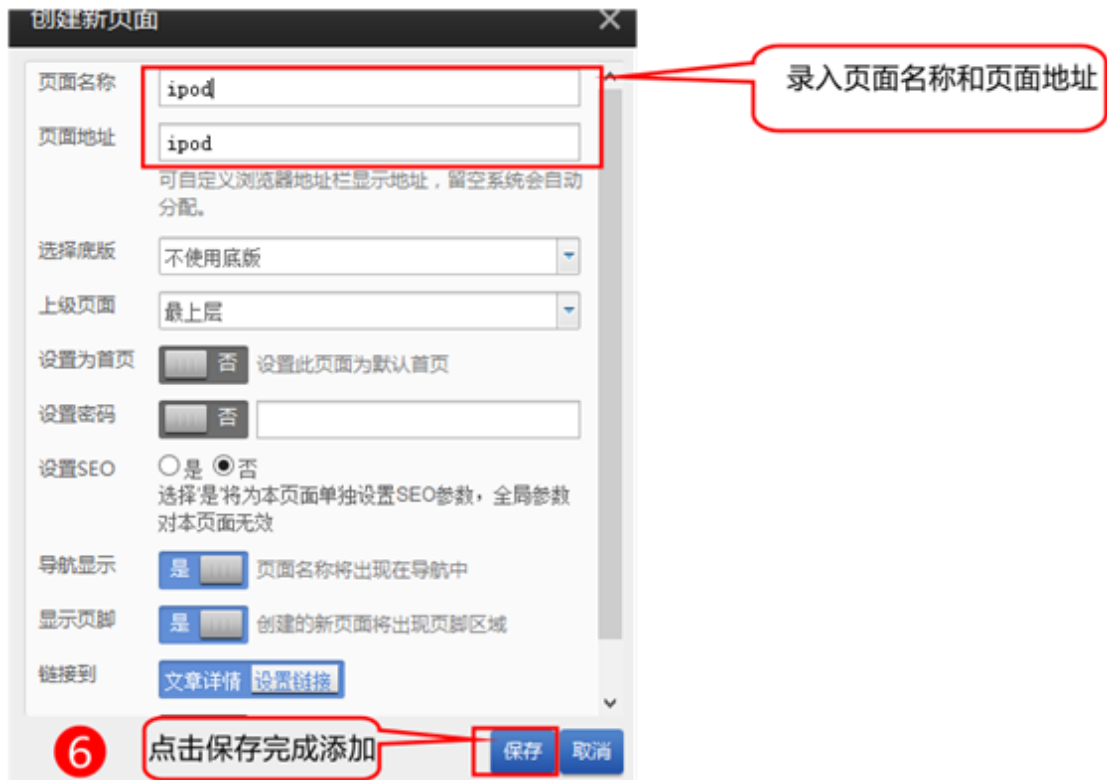 创建新页面
页面名称
ipod
录入页面名称和页面地址
页面地址
ipod
可自定义浏览器地址栏显示地址，留空系统会自动
分配。
选择底版
不使用底版
上级页面
最上层
设置为首页
否
设置此页面为默认首页
设置密码
否
设置SEO
是 否
选择'是'将为本页面单独设置SEO参数，全局参数
对本页面无效
导航显示
是
页面名称将出现在导航中
显示页脚
是
创建的新页面将出现页脚区域
链接到
文章详情 设置链接
6
点击保存完成添加
保存
取消